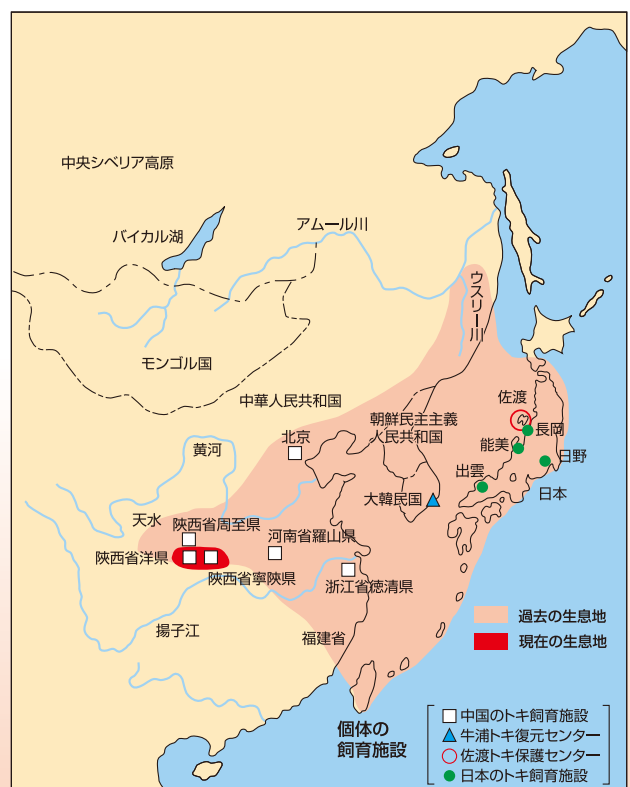 中央シベリア高原
バイカル湖
アムール川
ウスリー川
モンゴル国
中華人民共和国
朝鮮民主主義
人民共和国
佐渡
長岡
能美
日野
出雲
日本
大韓民国
北京
黄河
天水
陝西省周至県
河南省羅山県
陝西省洋県
陝西省寧陝県
浙江省徳清県
揚子江
福建省
過去の生息地
現在の生息地
個体の
飼育施設
中国のトキ飼育施設
牛浦トキ復元センター
佐渡トキ保護センター
日本のトキ飼育施設